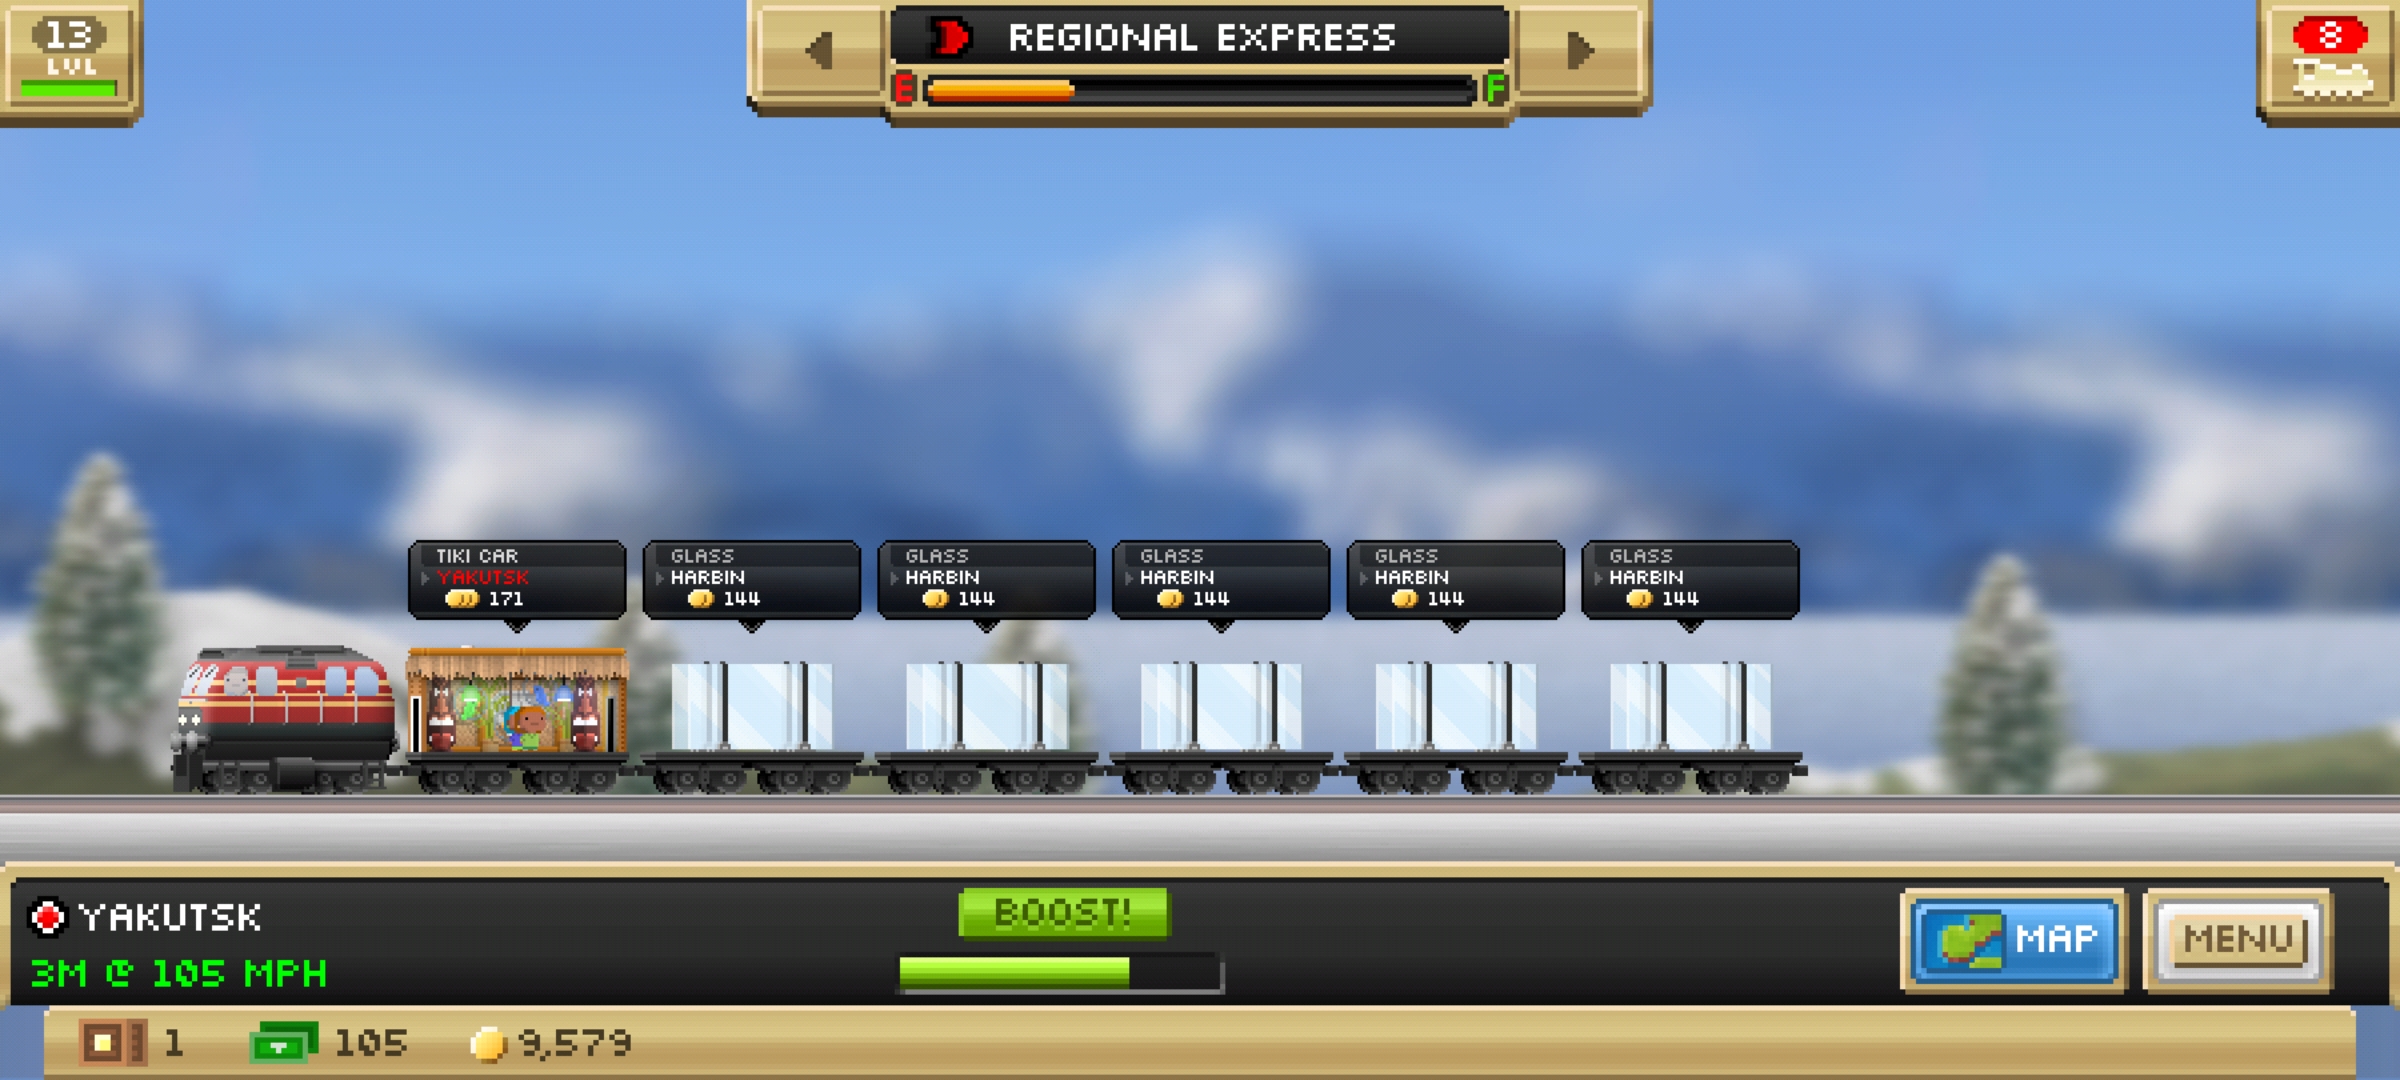 13
LVL
REGIONAL EXPRESS
E F
8
TIKI CAR
YAKUTSK
171
GLASS
HARBIN
144
GLASS
HARBIN
144
GLASS
HARBIN
144
GLASS
HARBIN
144
GLASS
HARBIN
144
YAKUTSK
3M @ 105 MPH
BOOST!
MAP
MENU
1
105
9,579